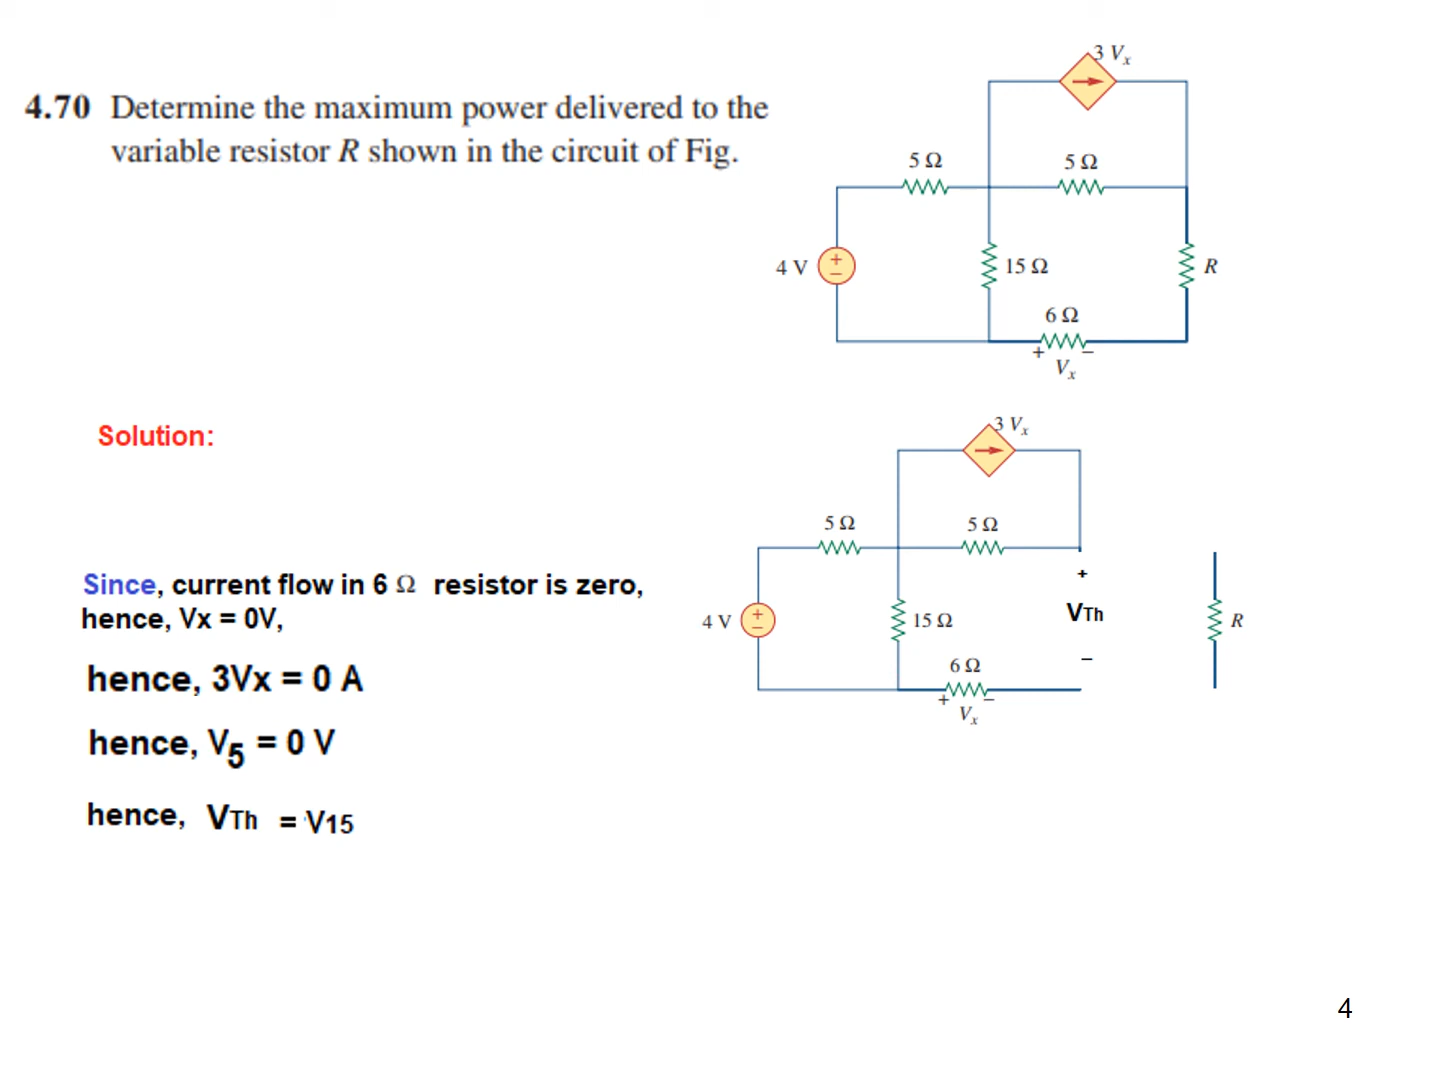 4.70 Determine the maximum power delivered to the
variable resistor R shown in the circuit of Fig.
3 Vx
5 Ω
5 Ω
4 V
+
−
15 Ω
R
6 Ω
+
−
Vx
Solution:
3 Vx
5 Ω
5 Ω
Since, current flow in 6 Ω resistor is zero,
hence, Vx = 0V,
+
VTh
−
4 V
+
−
15 Ω
R
6 Ω
+
−
Vx
hence, 3Vx = 0 A
hence, V5 = 0 V
hence, VTh = V15
4